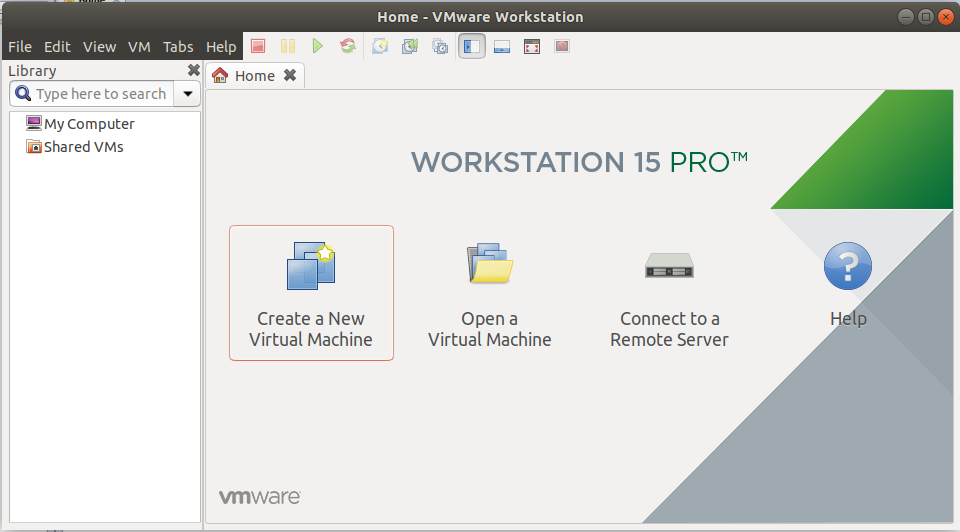 Home - VMware Workstation
File Edit View VM Tabs Help
Library
Home
Type here to search
My Computer
Shared VMs
WORKSTATION 15 PRO™
Create a New
Virtual Machine
Open a
Virtual Machine
Connect to a
Remote Server
Help
vmware